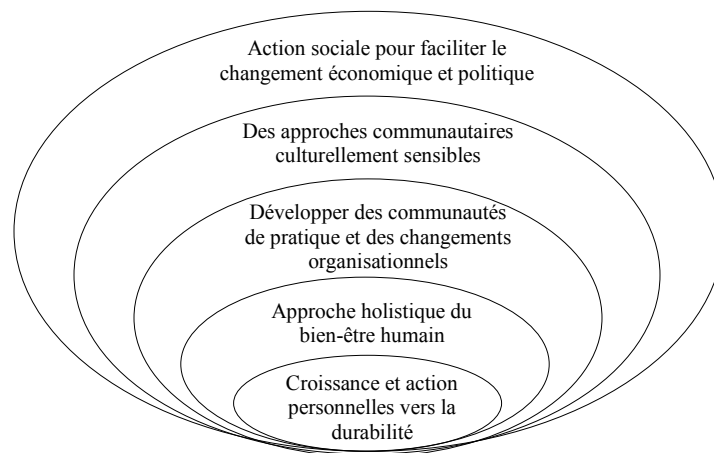 Action sociale pour faciliter le
changement économique et politique
Des approches communautaires
culturellement sensibles
Développer des communautés
de pratique et des changements
organisationnels
Approche holistique du
bien-être humain
Croissance et action
personnelles vers la
durabilité